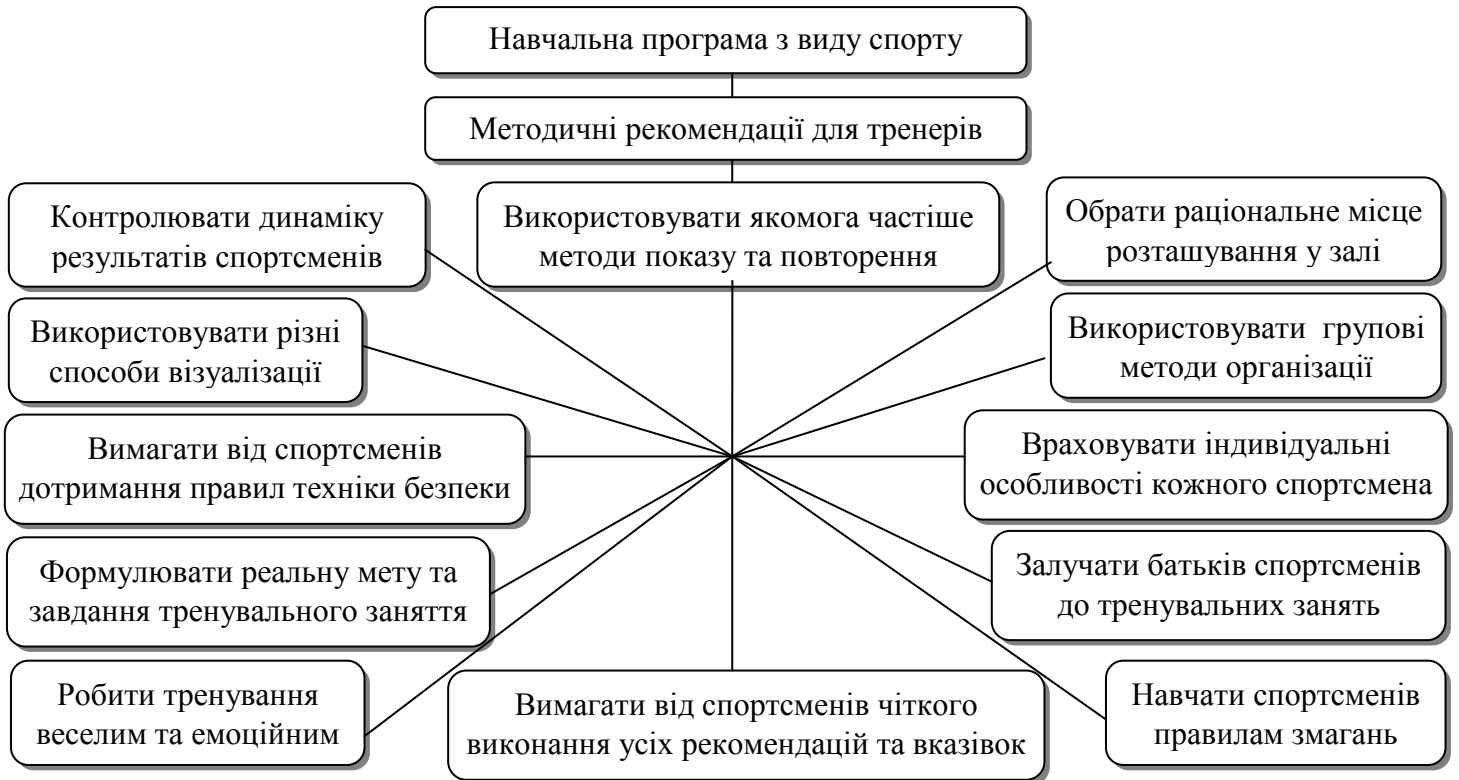 Навчальна програма з виду спорту
Методичні рекомендації для тренерів
Контролювати динаміку
результатів спортсменів
Використовувати якомога частіше
методи показу та повторення
Обрати раціональне місце
розташування у залі
Використовувати різні
способи візуалізації
Використовувати групові
методи організації
Вимагати від спортсменів
дотримання правил техніки безпеки
Враховувати індивідуальні
особливості кожного спортсмена
Формулювати реальну мету та
завдання тренувального заняття
Залучати батьків спортсменів
до тренувальних занять
Робити тренування
веселим та емоційним
Вимагати від спортсменів чіткого
виконання усіх рекомендацій та вказівок
Навчати спортсменів
правилам змагань